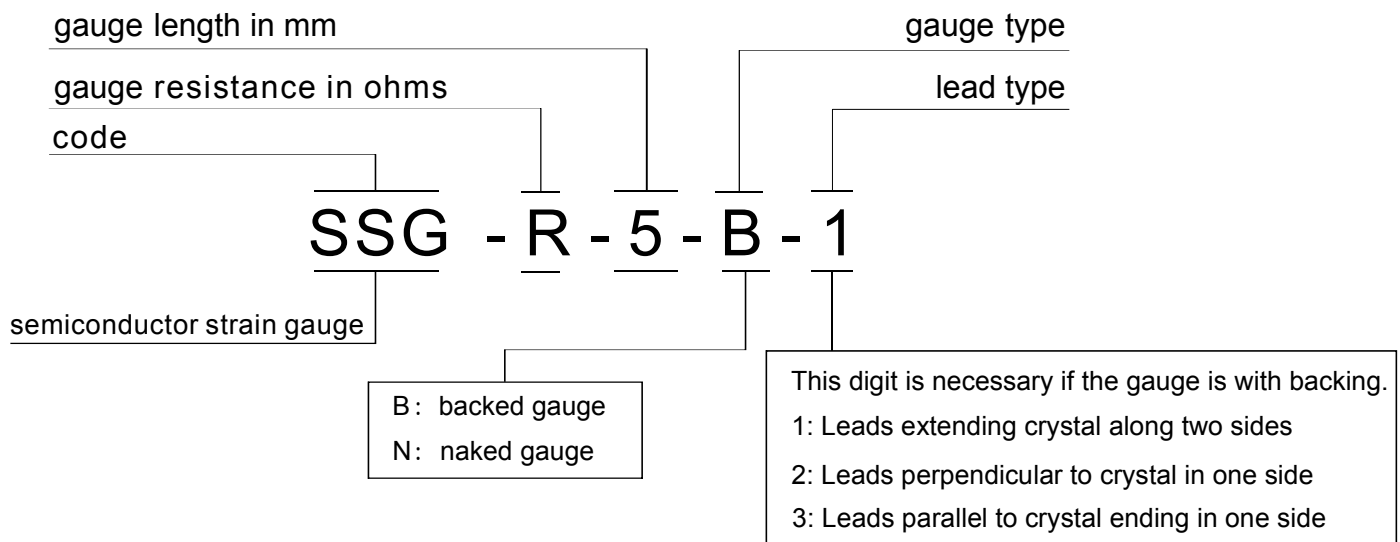 gauge length in mm
gauge type
gauge resistance in ohms
lead type
code
SSG - R - 5 - B - 1
semiconductor strain gauge
B: backed gauge
N: naked gauge
This digit is necessary if the gauge is with backing.
1: Leads extending crystal along two sides
2: Leads perpendicular to crystal in one side
3: Leads parallel to crystal ending in one side